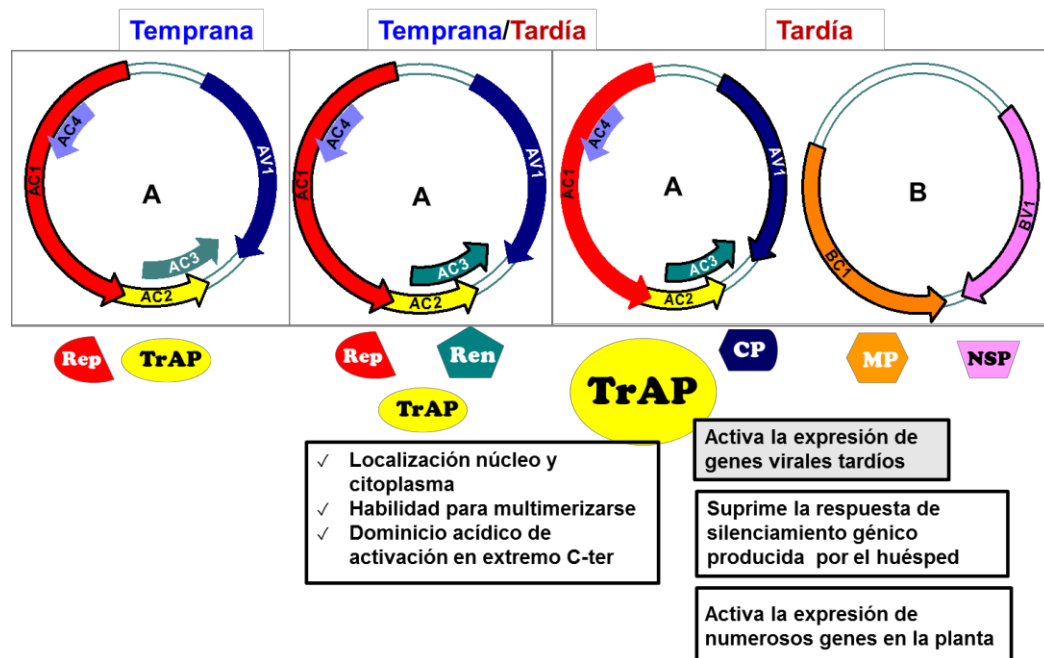 Temprana
Temprana/Tardía
Tardía
AC1
AC4
A
AV1
AC3
AC2
AC1
AC4
A
AV1
AC3
AC2
AC1
AC4
A
AV1
AC3
AC2
B
BC1
BV1
Rep
TrAP
Rep
Ren
TrAP
TrAP
CP
MP
NSP
✓ Localización núcleo y
citoplasma
✓ Habilidad para multimerizarse
✓ Dominicio acídico de
activación en extremo C-ter
Activa la expresión de
genes virales tardíos
Suprime la respuesta de
silenciamiento génico
producida por el huésped
Activa la expresión de
numerosos genes en la planta